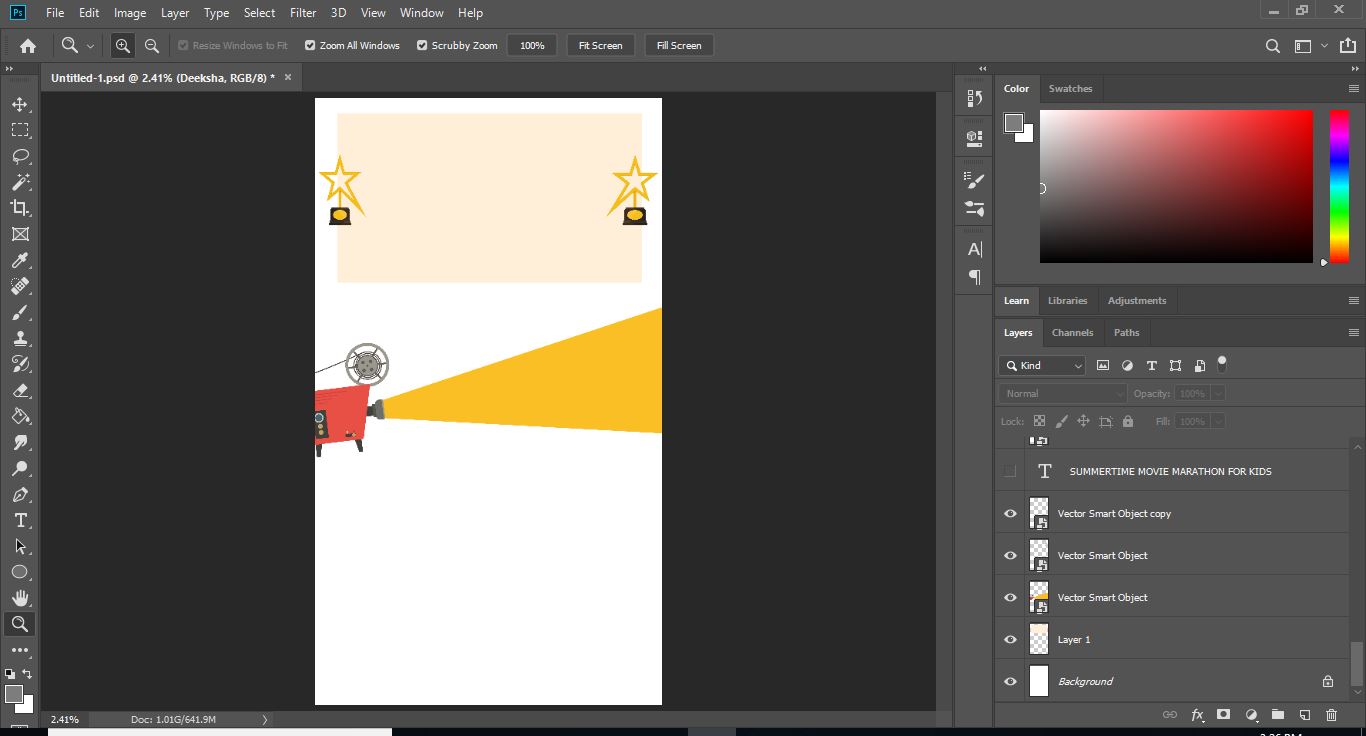 Ps File Edit Image Layer Type Select Filter 3D View Window Help
Resize Windows to Fit Zoom All Windows Scrubby Zoom 100% Fit Screen Fill Screen
Untitled-1.psd @ 2.41% (Deeksha, RGB/8) * ×
Color Swatches
Learn Libraries Adjustments
Layers Channels Paths
Kind
Normal Opacity: 100%
Lock: Fill: 100%
SUMMERTIME MOVIE MARATHON FOR KIDS
Vector Smart Object copy
Vector Smart Object
Vector Smart Object
Layer 1
Background
2.41% Doc: 1.01G/641.9M